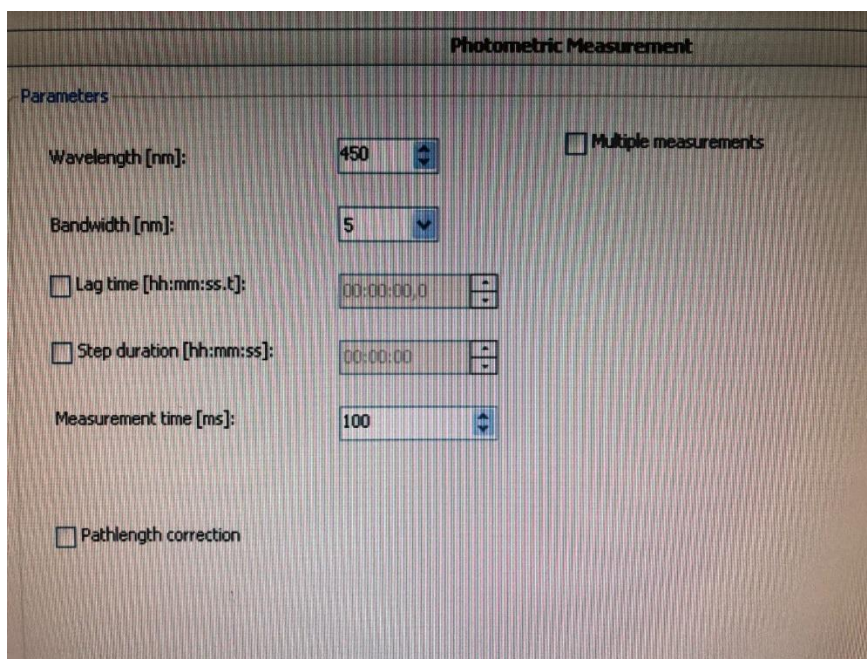 Photometric Measurement
Parameters
Wavelength [nm]: 450 Multiple measurements
Bandwidth [nm]: 5
Lag time [hh:mm:ss.t]: 00:00:00,0
Step duration [hh:mm:ss]: 00:00:00
Measurement time [ms]: 100
Pathlength correction